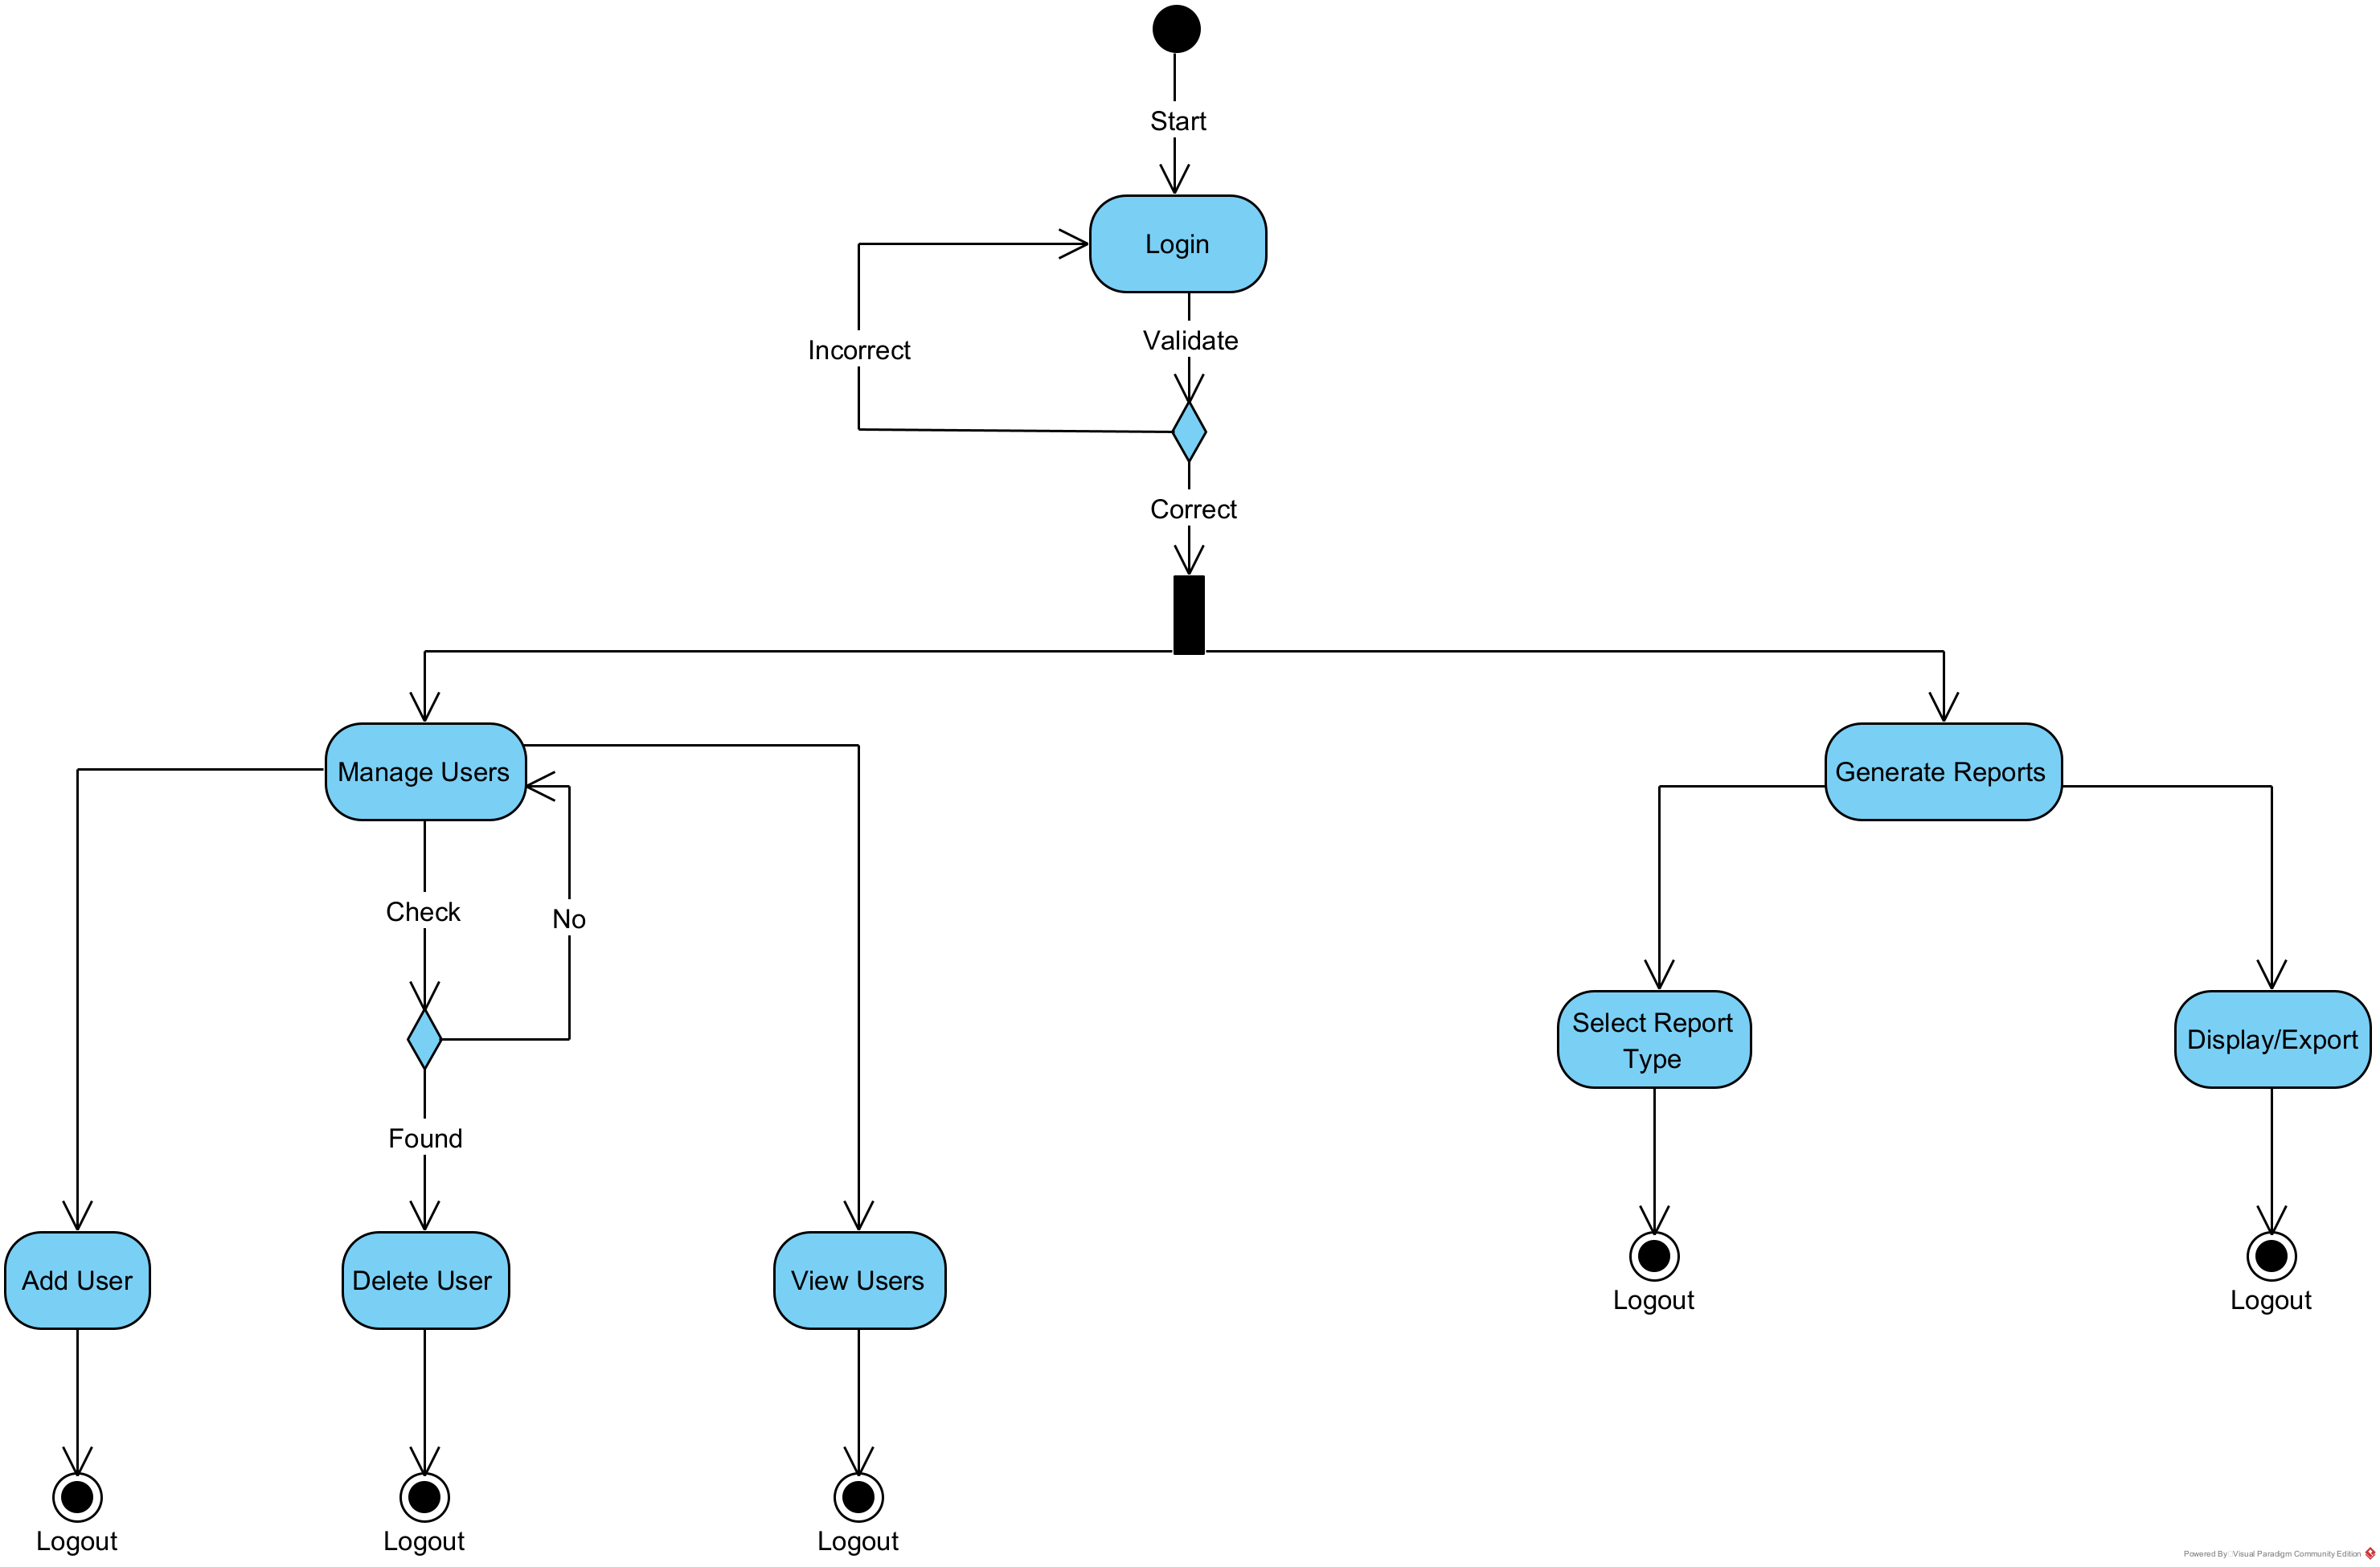 Start
Login
Incorrect
Validate
Correct
Manage Users
Generate Reports
Check
No
Select Report
Type
Display/Export
Found
Add User
Delete User
View Users
Logout
Logout
Logout
Logout
Logout
Powered By: Visual Paradigm Community Edition